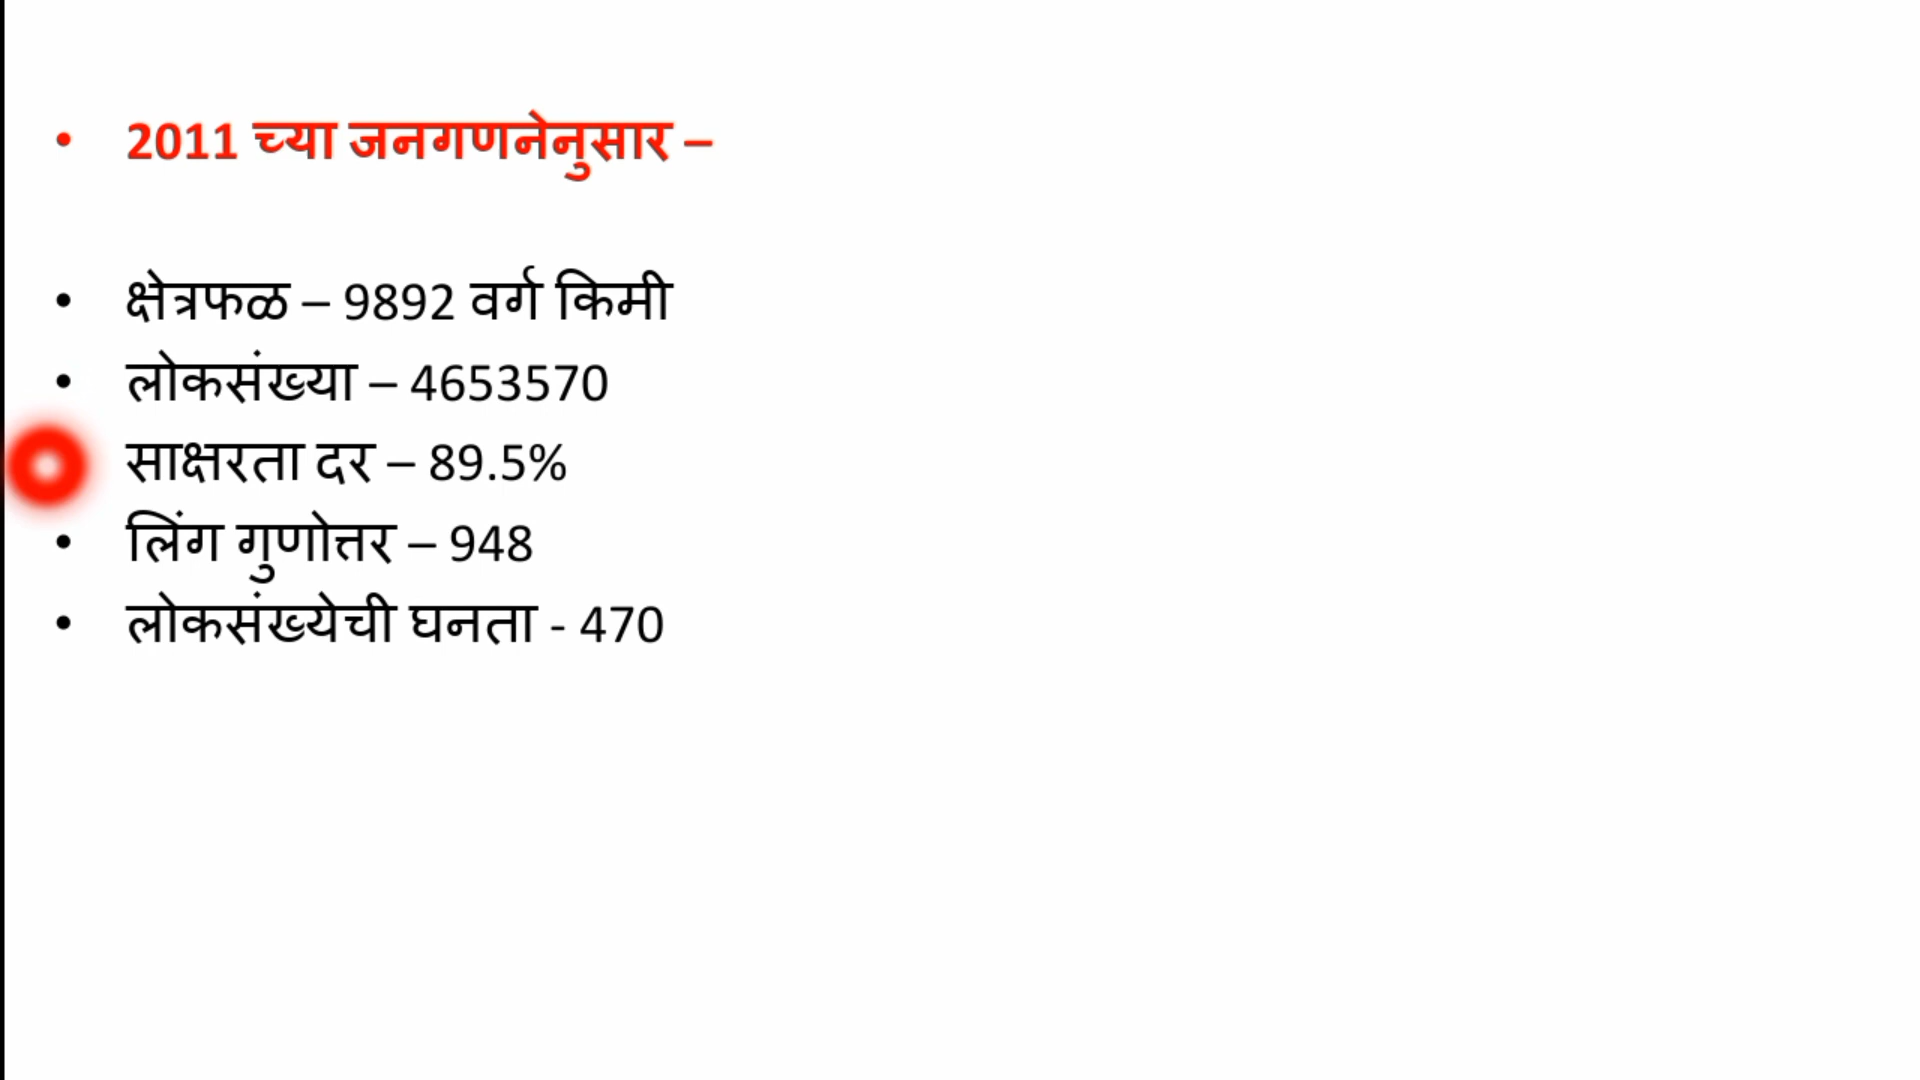 • 2011 च्या जनगणनेनुसार –
• क्षेत्रफळ – 9892 वर्ग किमी
• लोकसंख्या – 4653570
साक्षरता दर – 89.5%
• लिंग गुणोत्तर – 948
• लोकसंख्येची घनता - 470